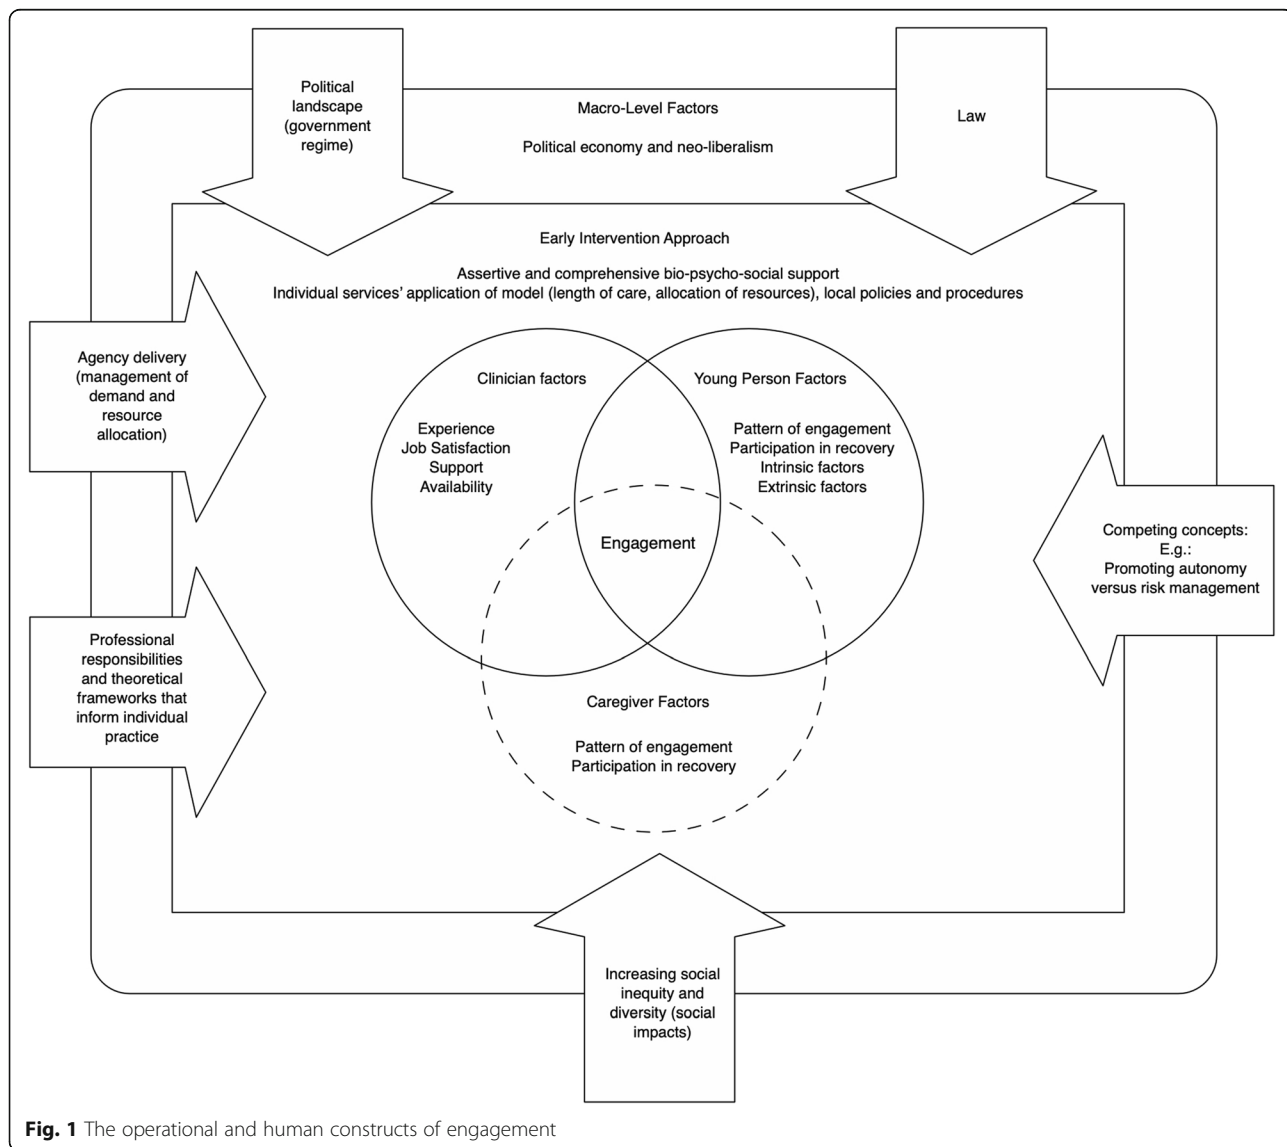 Political
landscape
(government
regime)
Macro-Level Factors
Political economy and neo-liberalism
Law
Early Intervention Approach
Assertive and comprehensive bio-psycho-social support
Individual services' application of model (length of care, allocation of resources), local policies and procedures
Agency delivery
(management of
demand and
resource
allocation)
Clinician factors
Experience
Job Satisfaction
Support
Availability
Young Person Factors
Pattern of engagement
Participation in recovery
Intrinsic factors
Extrinsic factors
Engagement
Competing concepts:
E.g.:
Promoting autonomy
versus risk management
Professional
responsibilities
and theoretical
frameworks that
inform individual
practice
Caregiver Factors
Pattern of engagement
Participation in recovery
Increasing social
inequity and
diversity (social
impacts)
Fig. 1 The operational and human constructs of engagement